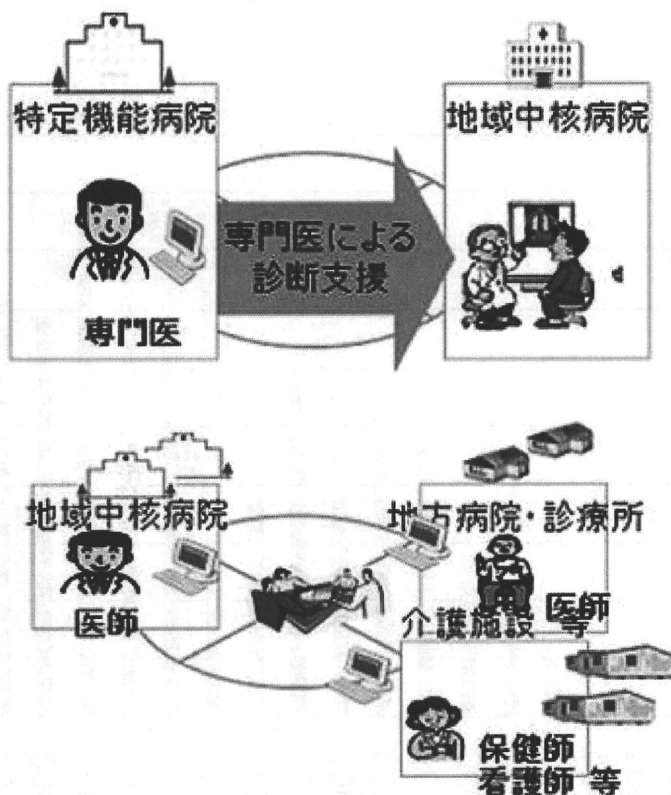 特定機能病院
地域中核病院
専門医による
診断支援
専門医
地域中核病院
地方病院・診療所
医師
医師
介護施設 等
保健師
看護師 等